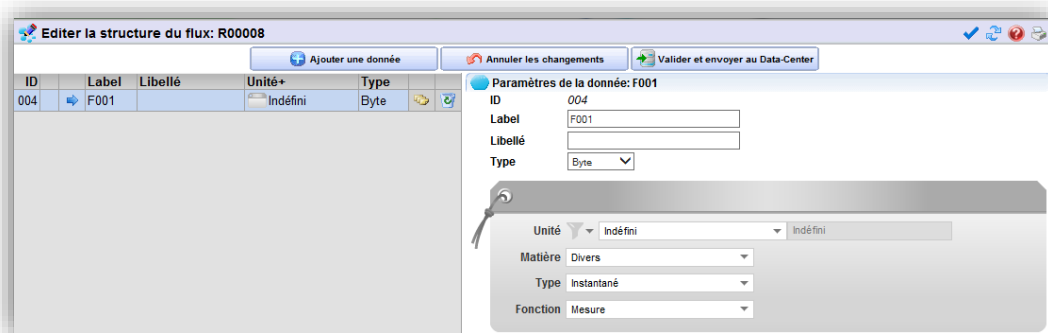 Editer la structure du flux: R00008
Ajouter une donnée
Annuler les changements
Valider et envoyer au Data-Center
ID Label Libellé Unité+ Type
004 F001 Indéfini Byte
Paramètres de la donnée: F001
ID 004
Label F001
Libellé
Type Byte
Unité Indéfini Indéfini
Matière Divers
Type Instantané
Fonction Mesure